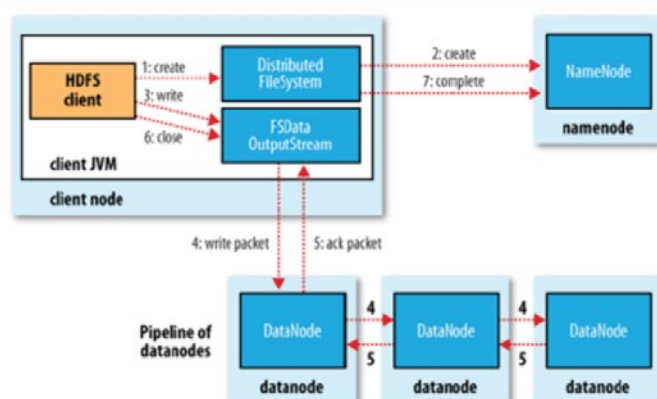 HDFS
client
1: create
3: write
6: close
Distributed
FileSystem
FSData
OutputStream
client JVM
client node
2: create
7: complete
NameNode
namenode
4: write packet
5: ack packet
Pipeline of
datanodes
DataNode
datanode
4
5
DataNode
datanode
4
5
DataNode
datanode